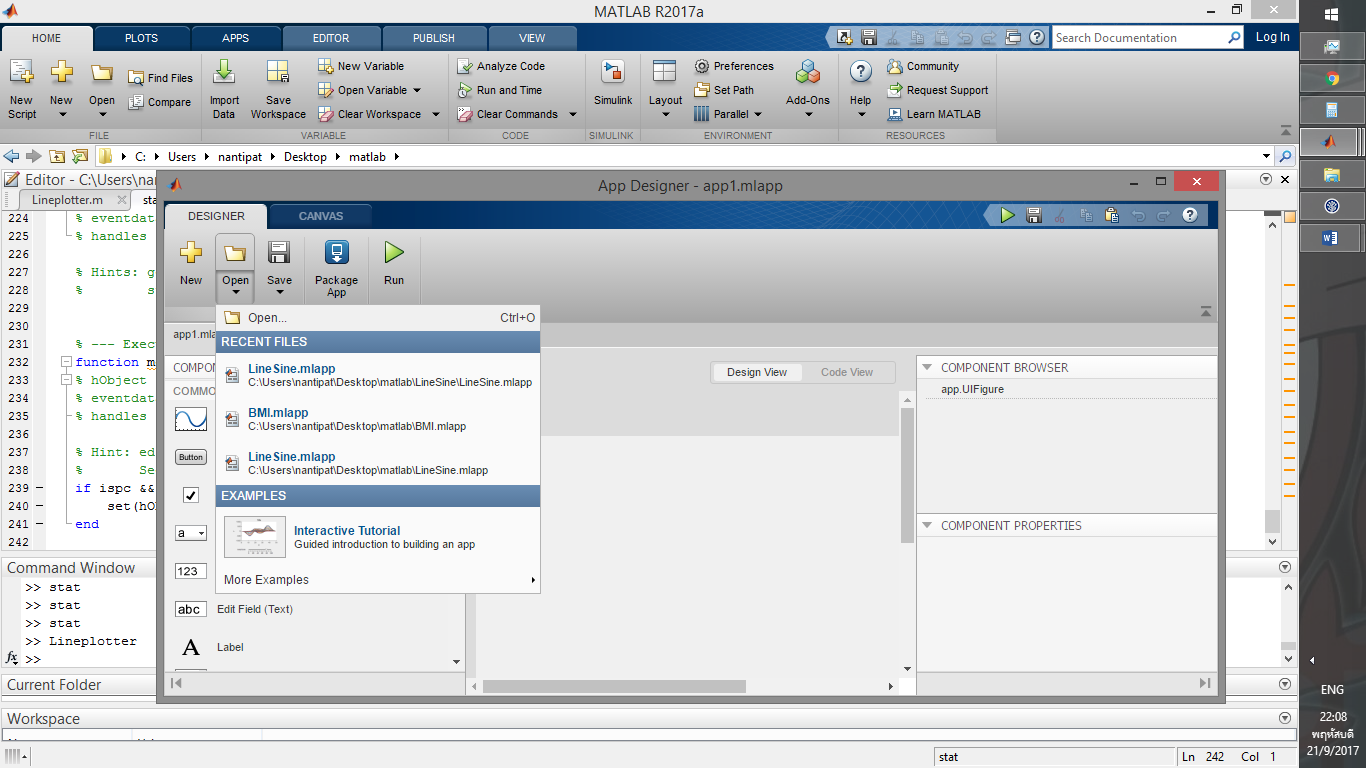 MATLAB R2017a
HOME PLOTS APPS EDITOR PUBLISH VIEW
Search Documentation
Log In
New Script
New
Open
Find Files
Compare
Import Data
Save Workspace
New Variable
Open Variable
Clear Workspace
Analyze Code
Run and Time
Clear Commands
Simulink
Layout
Preferences
Set Path
Parallel
Add-Ons
Help
Community
Request Support
Learn MATLAB
FILE VARIABLE CODE SIMULINK ENVIRONMENT RESOURCES
C: Users nantipat Desktop matlab
Editor - C:\Users\nan
Lineplotter.m
224 % eventdat
225 % handles
226
227 % Hints: g
228 % s
229
230
231 % --- Exec
232 function m
233 % hObject
234 % eventdat
235 % handles
236
237 % Hint: ed
238 % Se
239 if ispc &&
240 set(hOb
241 end
242
Command Window
>> stat
>> stat
>> stat
>> Lineplotter
fx >>
Current Folder
Workspace
App Designer - app1.mlapp
DESIGNER CANVAS
New
Open
Save
Package App
Run
Open... Ctrl+O
RECENT FILES
LineSine.mlapp
C:\Users\nantipat\Desktop\matlab\LineSine\LineSine.mlapp
BMI.mlapp
C:\Users\nantipat\Desktop\matlab\BMI.mlapp
LineSine.mlapp
C:\Users\nantipat\Desktop\matlab\LineSine.mlapp
EXAMPLES
Interactive Tutorial
Guided introduction to building an app
More Examples
app1.mla
COMPON
COMMO
Button
a
123
abc Edit Field (Text)
A Label
Design View Code View
COMPONENT BROWSER
app.UIFigure
COMPONENT PROPERTIES
stat
Ln 242 Col 1
ENG
22:08
พฤหัสบดี
21/9/2017